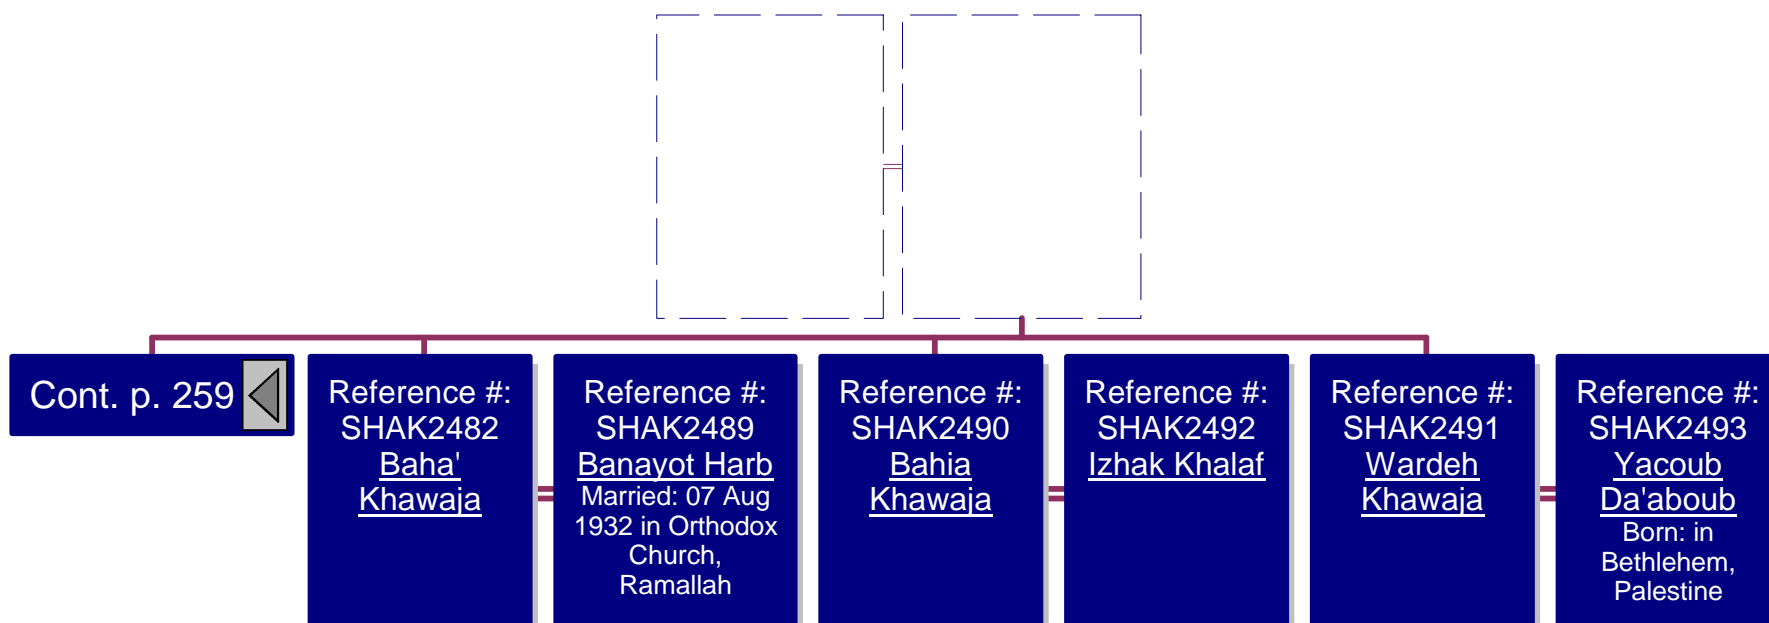 Cont. p. 259
Reference #:
SHAK2482
Baha'
Khawaja
Reference #:
SHAK2489
Banayot Harb
Married: 07 Aug
1932 in Orthodox
Church,
Ramallah
Reference #:
SHAK2490
Bahia
Khawaja
Reference #:
SHAK2492
Izhak Khalaf
Reference #:
SHAK2491
Wardeh
Khawaja
Reference #:
SHAK2493
Yacoub
Da'aboub
Born: in
Bethlehem,
Palestine